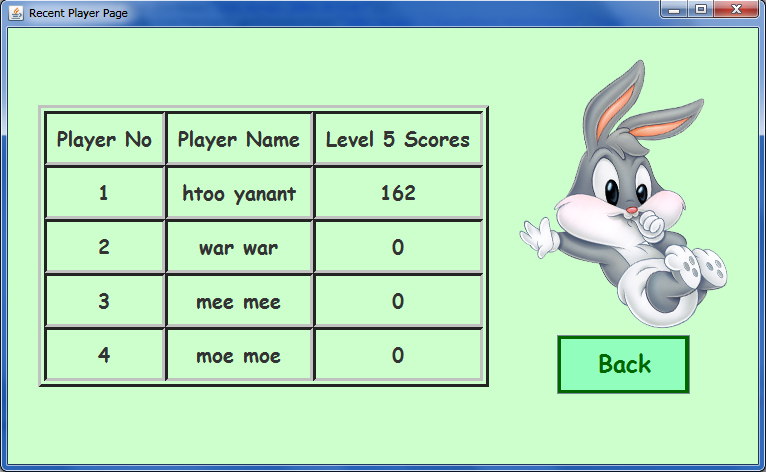 Recent Player Page
Player No Player Name Level 5 Scores
1 htoo yanant 162
2 war war 0
3 mee mee 0
4 moe moe 0
Back